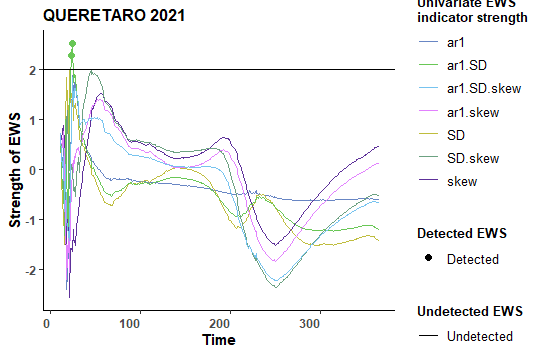 QUERETARO 2021
Univariate EWS
indicator strength
ar1
ar1.SD
ar1.SD.skew
ar1.skew
SD
SD.skew
skew
Detected EWS
Detected
Undetected EWS
Undetected
Strength of EWS
2
1
0
-1
-2
0
100
200
300
Time